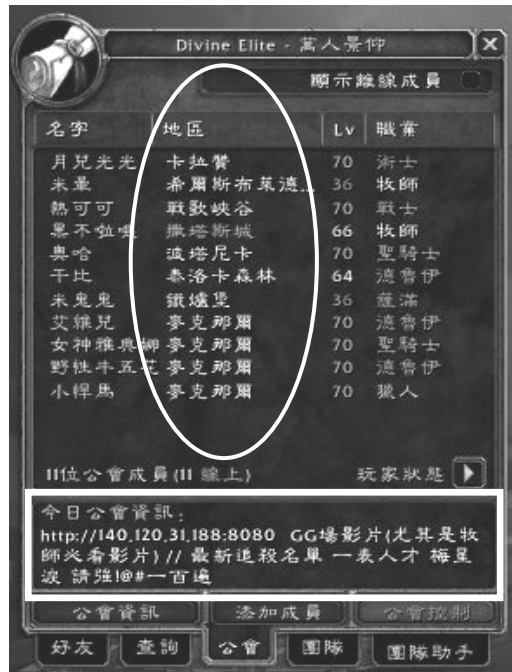 Divine Elite - 萬人景仰
顯示離線成員
名字 地區 Lv 職業
月兒光光 卡拉贊 70 術士
米暈 希爾斯布萊德... 36 牧師
熱可可 戰歌峽谷 70 戰士
黑不啦嘰 撒塔斯城 66 牧師
奧哈 波塔尼卡 70 聖騎士
干比 泰洛卡森林 64 德魯伊
米鬼鬼 鐵爐堡 36 薩滿
艾維兒 麥克那爾 70 德魯伊
女神雅典娜 麥克那爾 70 聖騎士
野牲牛五花 麥克那爾 70 德魯伊
小悍馬 麥克那爾 70 獵人
11位公會成員(11 線上) 玩家狀態
今日公會資訊:
http://140.120.31.188:8080 GG場影片(尤其是牧
師必看影片) // 最新追殺名單 一表人才 梅星
波 請強!@#一百遍
公會資訊 添加成員 公會控制
好友 查詢 公會 團隊 團隊助手